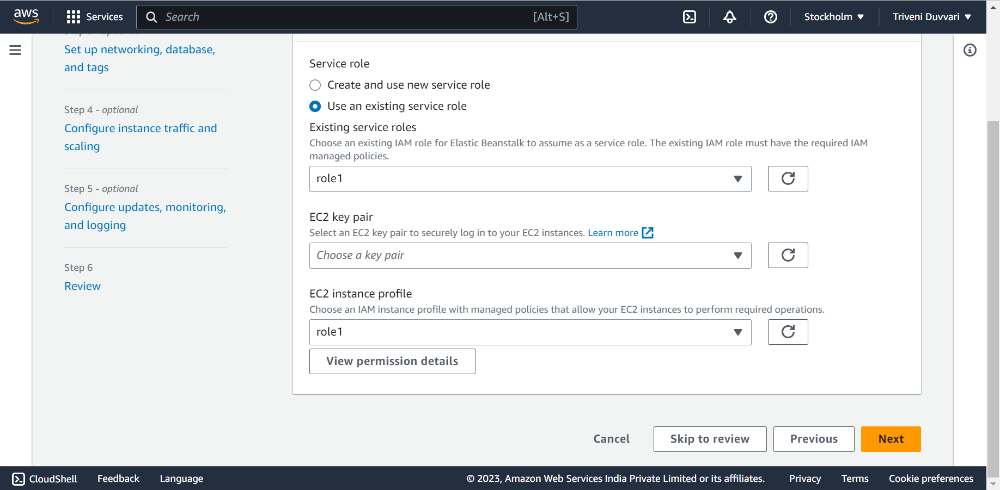 aws
Services
Search
[Alt+S]
Stockholm
Triveni Duvvari
Set up networking, database,
and tags
Step 4 - optional
Configure instance traffic and
scaling
Step 5 - optional
Configure updates, monitoring,
and logging
Step 6
Review
Service role
Create and use new service role
Use an existing service role
Existing service roles
Choose an existing IAM role for Elastic Beanstalk to assume as a service role. The existing IAM role must have the required IAM
managed policies.
role1
EC2 key pair
Select an EC2 key pair to securely log in to your EC2 instances. Learn more
Choose a key pair
EC2 instance profile
Choose an IAM instance profile with managed policies that allow your EC2 instances to perform required operations.
role1
View permission details
Cancel
Skip to review
Previous
Next
CloudShell
Feedback
Language
© 2023, Amazon Web Services India Private Limited or its affiliates.
Privacy
Terms
Cookie preferences